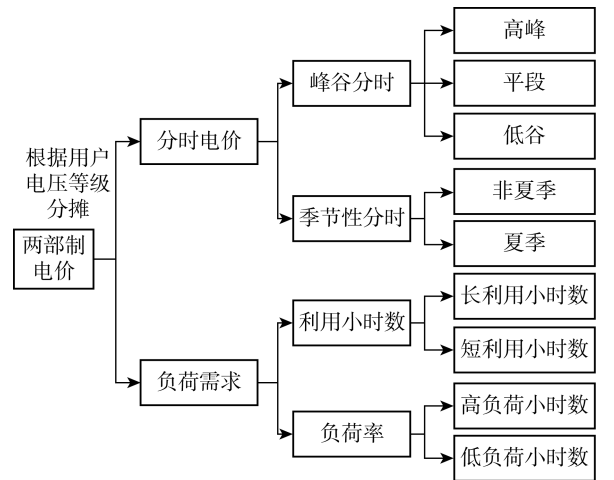 根据用户
电压等级
分摊
两部制
电价
分时电价
负荷需求
峰谷分时
季节性分时
利用小时数
负荷率
高峰
平段
低谷
非夏季
夏季
长利用小时数
短利用小时数
高负荷小时数
低负荷小时数